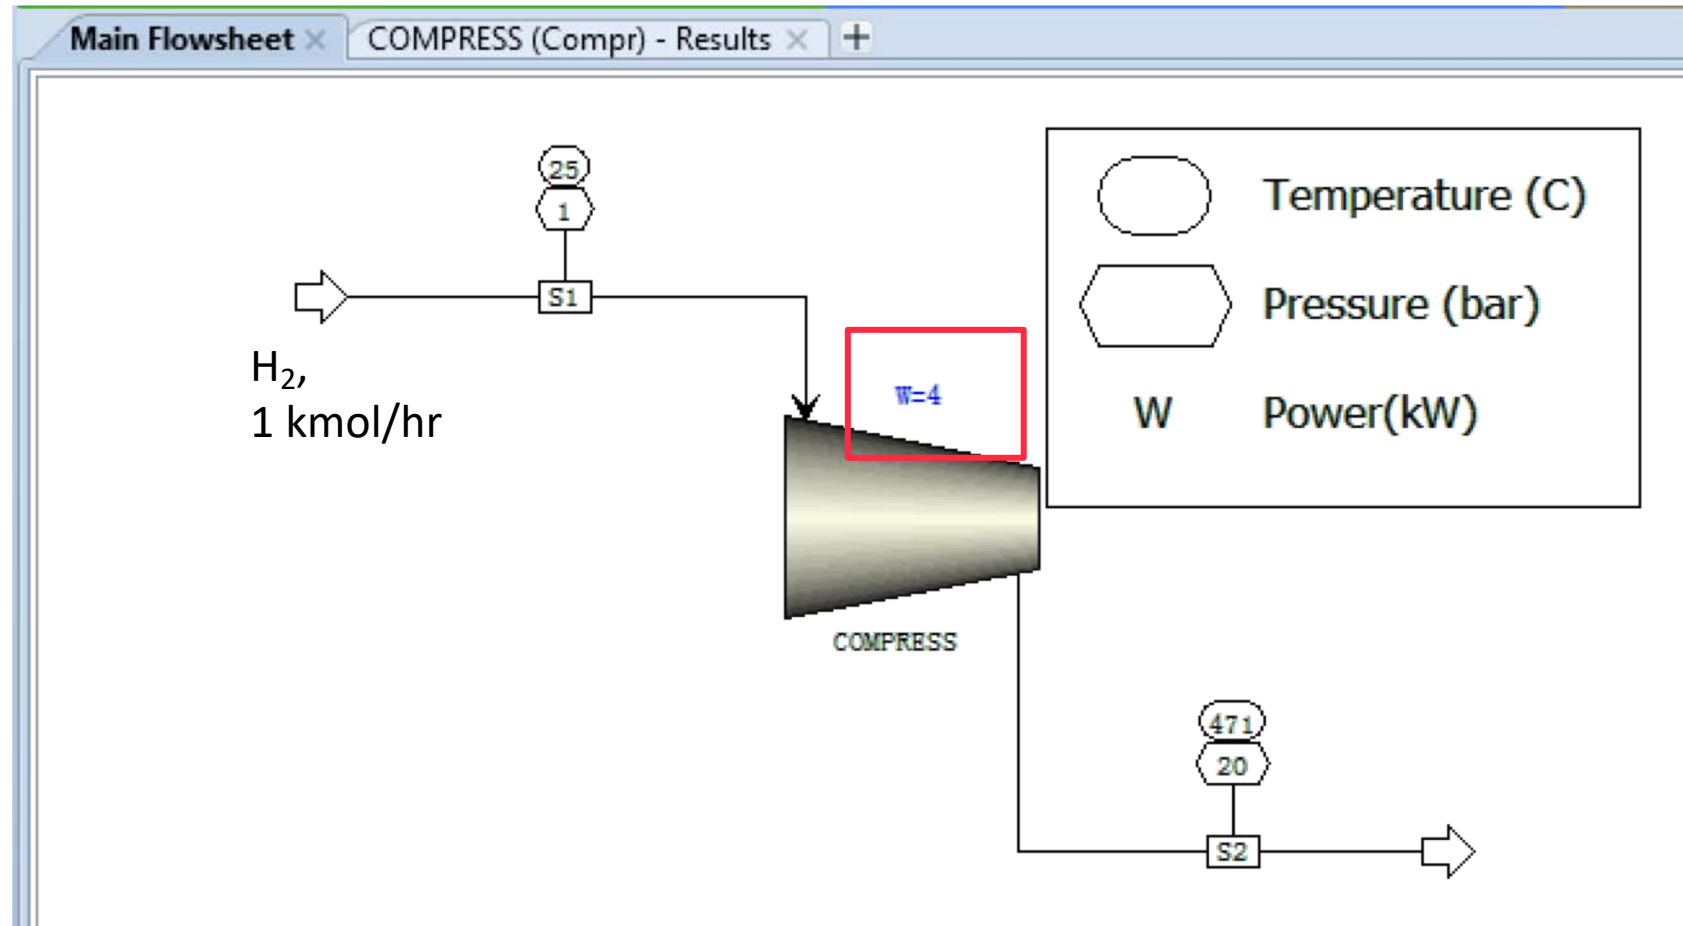 Main Flowsheet
COMPRESS (Compr) - Results
25
1
S1
H₂,
1 kmol/hr
W=4
COMPRESS
Temperature (C)
Pressure (bar)
W Power(kW)
471
20
S2